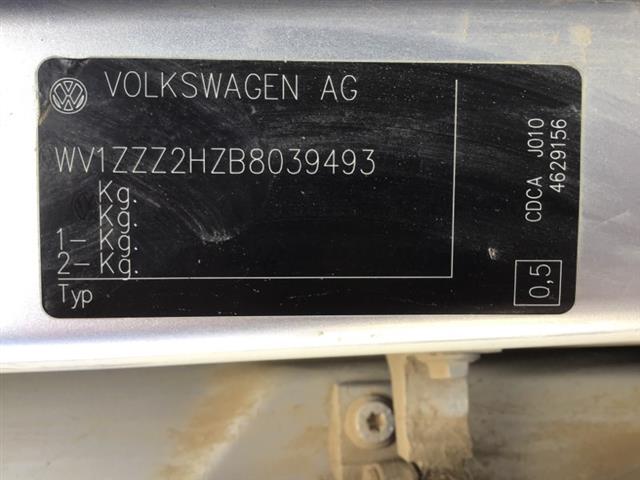 VOLKSWAGEN AG
WV1ZZZ2HZB8039493
Kg.
Kg.
1- Kg.
2- Kg.
Typ
CDCA J010
4629156
0,5